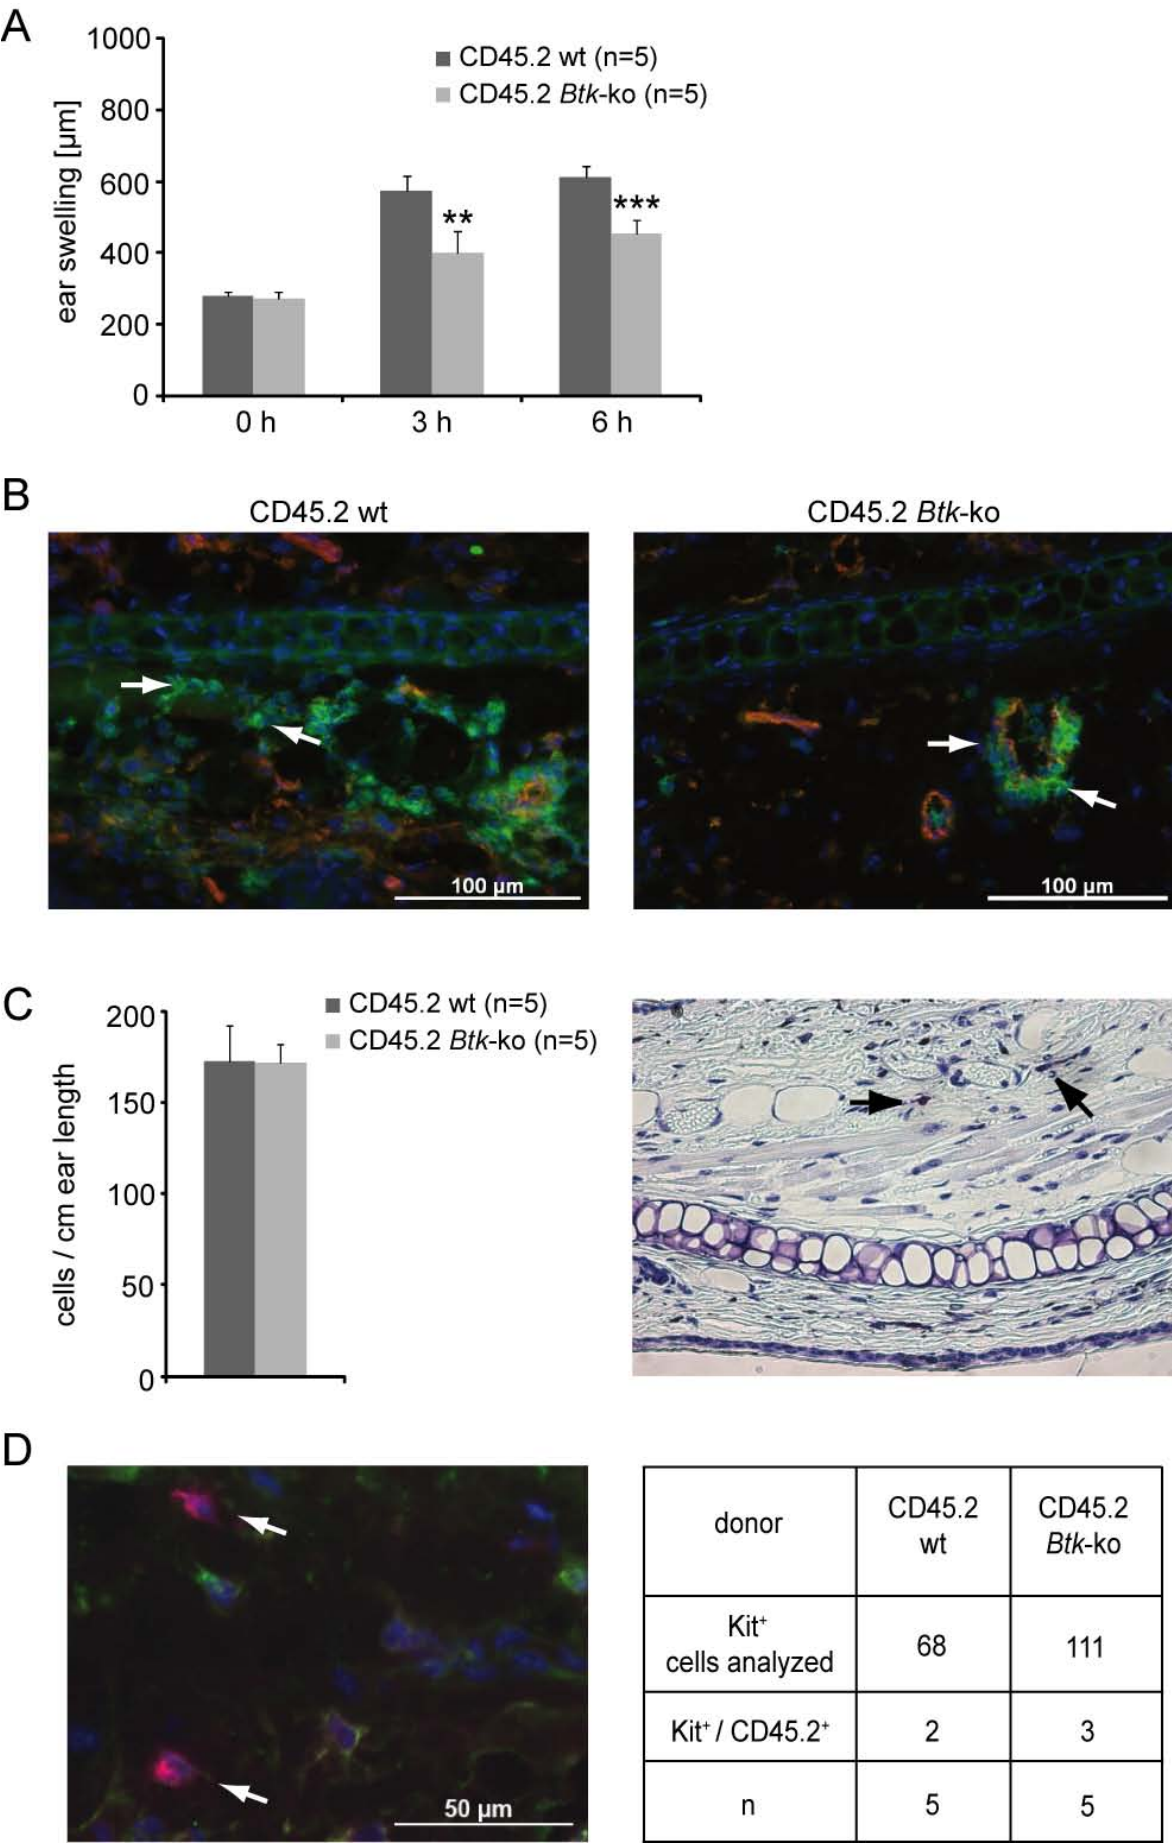 A
1000
800
600
400
200
0
ear swelling [µm]
CD45.2 wt (n=5)
CD45.2 Btk-ko (n=5)
**
***
0 h
3 h
6 h
B
CD45.2 wt
CD45.2 Btk-ko
100 µm
100 µm
C
200
150
100
50
0
cells / cm ear length
CD45.2 wt (n=5)
CD45.2 Btk-ko (n=5)
D
50 µm
donor
CD45.2
wt
CD45.2
Btk-ko
Kit⁺
cells analyzed
68
111
Kit⁺ / CD45.2⁺
2
3
n
5
5